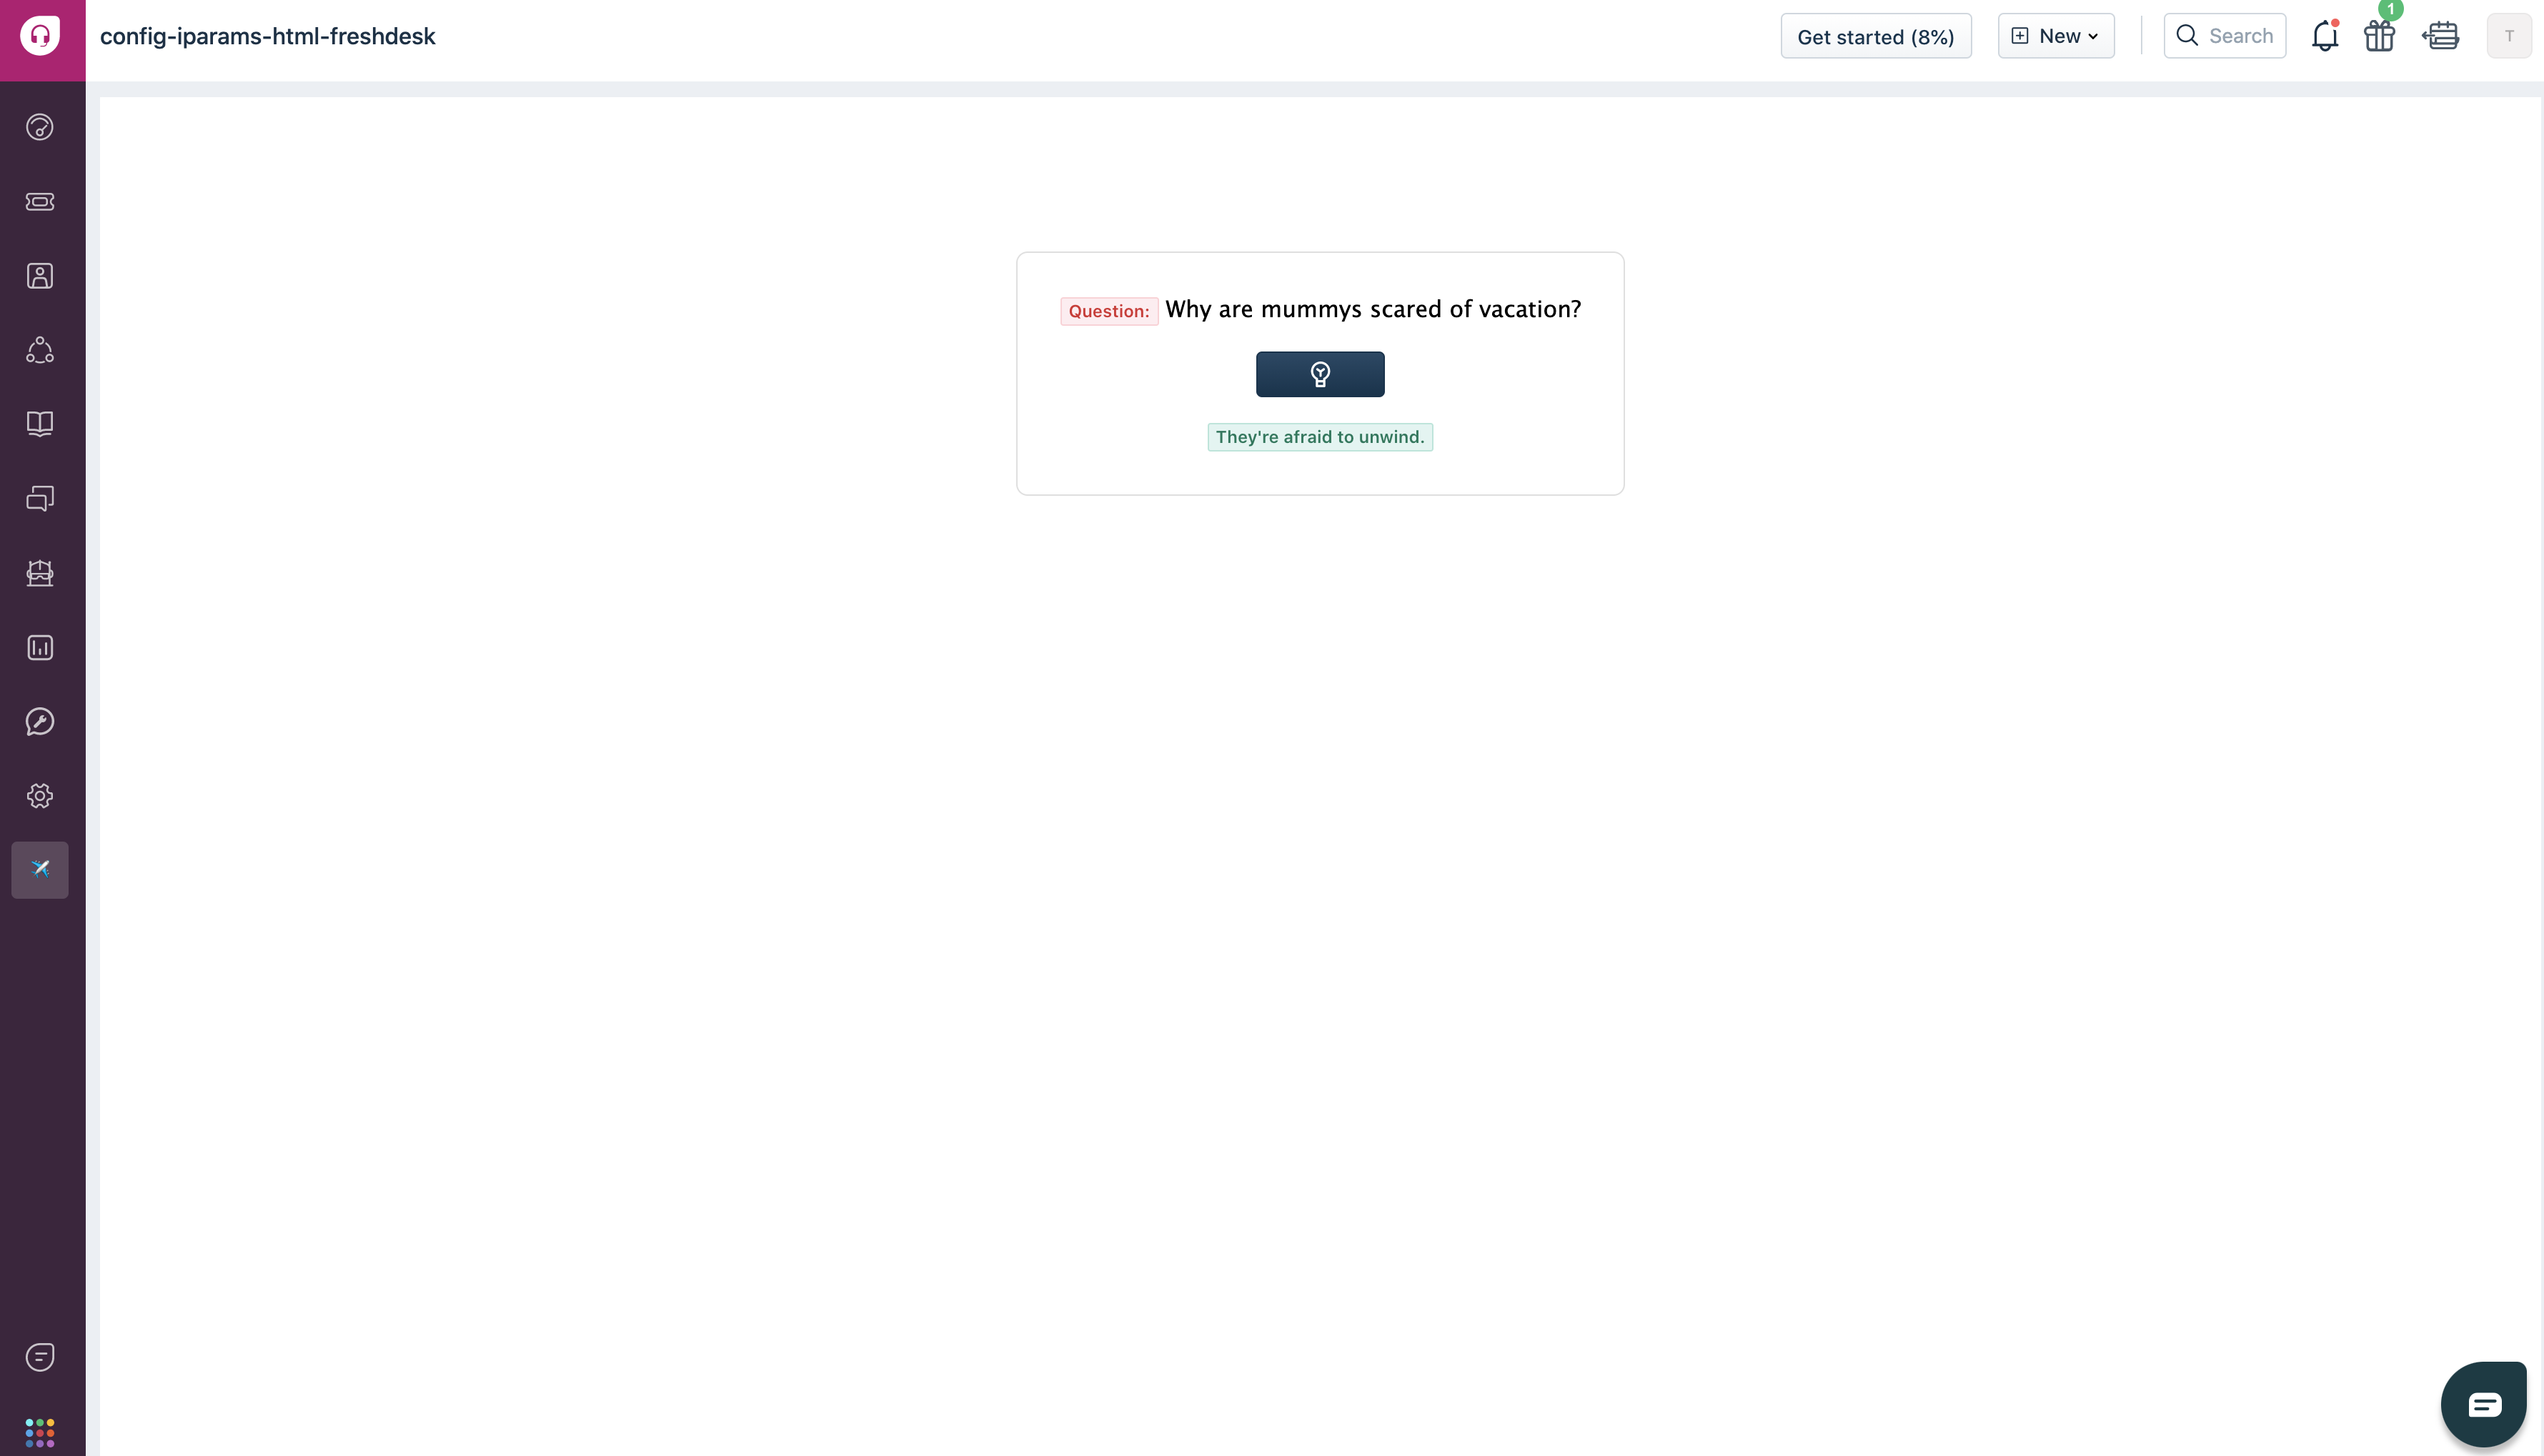 config-iparams-html-freshdesk
Get started (8%)
New
Search
1
T
Question: Why are mummys scared of vacation?
They're afraid to unwind.